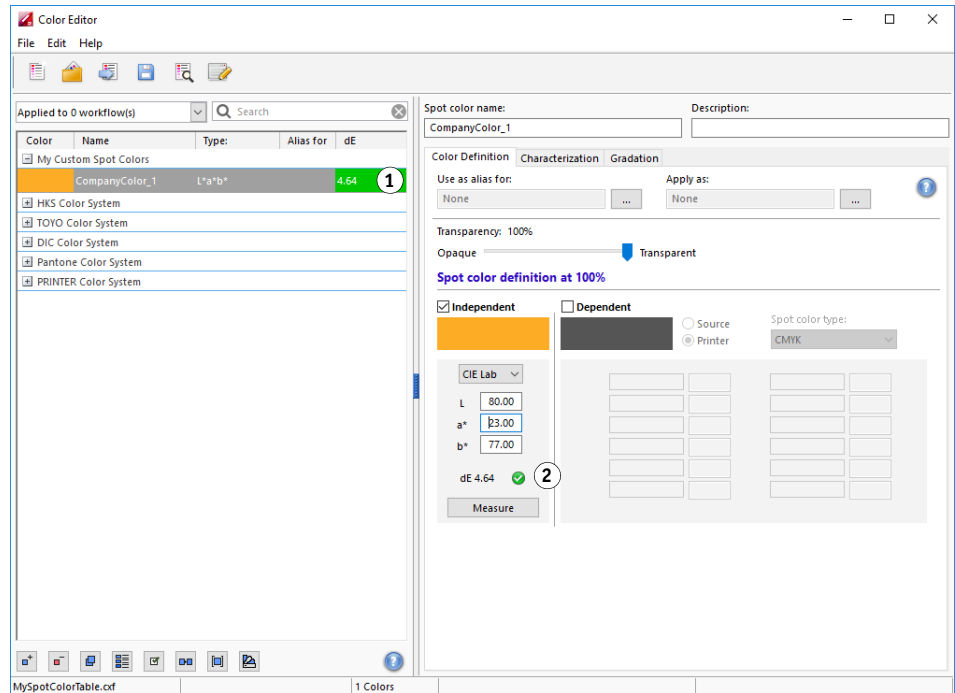 Color Editor
File Edit Help
Applied to 0 workflow(s) Search
Color Name Type: Alias for dE
My Custom Spot Colors
CompanyColor_1 L*a*b* 4.64 1
HKS Color System
TOYO Color System
DIC Color System
Pantone Color System
PRINTER Color System
Spot color name: Description:
CompanyColor_1
Color Definition Characterization Gradation
Use as alias for: Apply as:
None ... None ... ?
Transparency: 100%
Opaque Transparent
Spot color definition at 100%
Independent Dependent
Source Spot color type:
Printer CMYK
CIE Lab
L 80.00
a* 23.00
b* 77.00
dE 4.64 2
Measure
?
MySpotColorTable.cxf 1 Colors